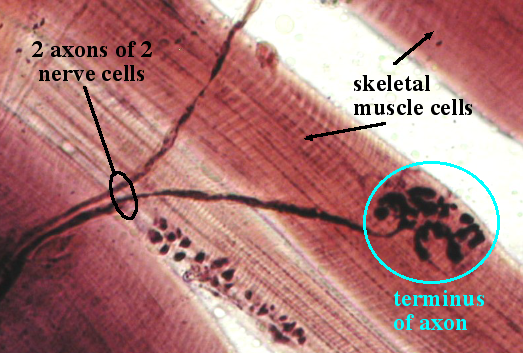 2 axons of 2
nerve cells
skeletal
muscle cells
terminus
of axon